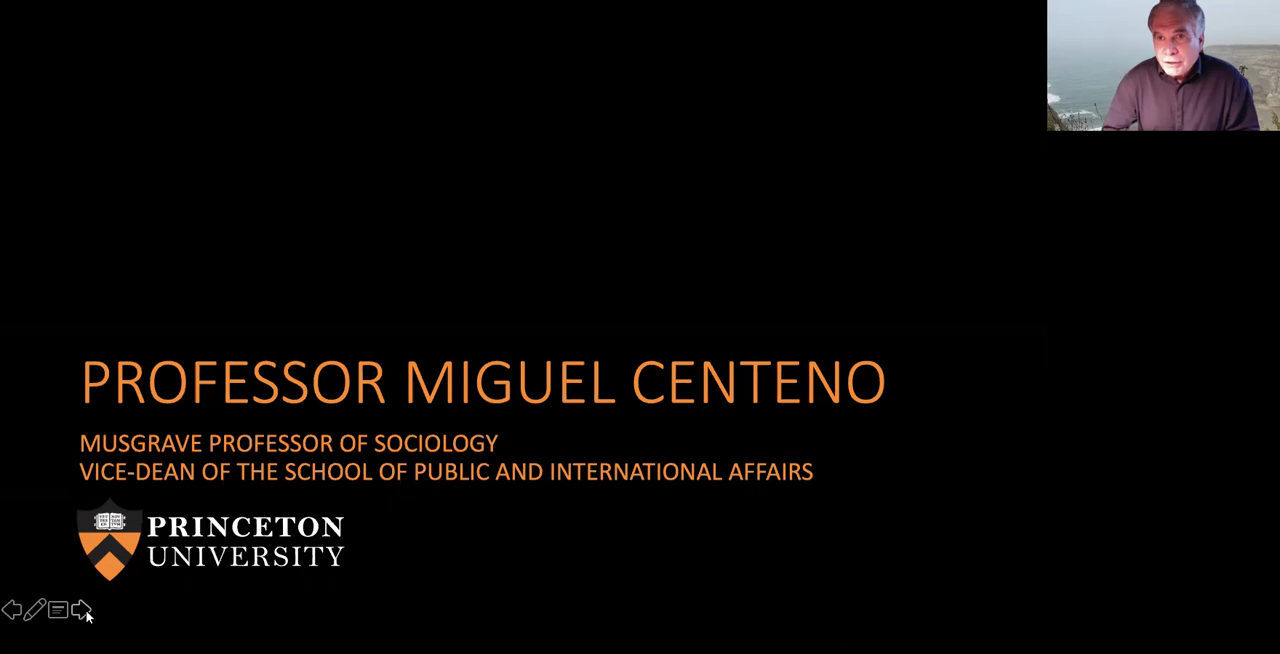 PROFESSOR MIGUEL CENTENO
MUSGRAVE PROFESSOR OF SOCIOLOGY
VICE-DEAN OF THE SCHOOL OF PUBLIC AND INTERNATIONAL AFFAIRS
PRINCETON
UNIVERSITY